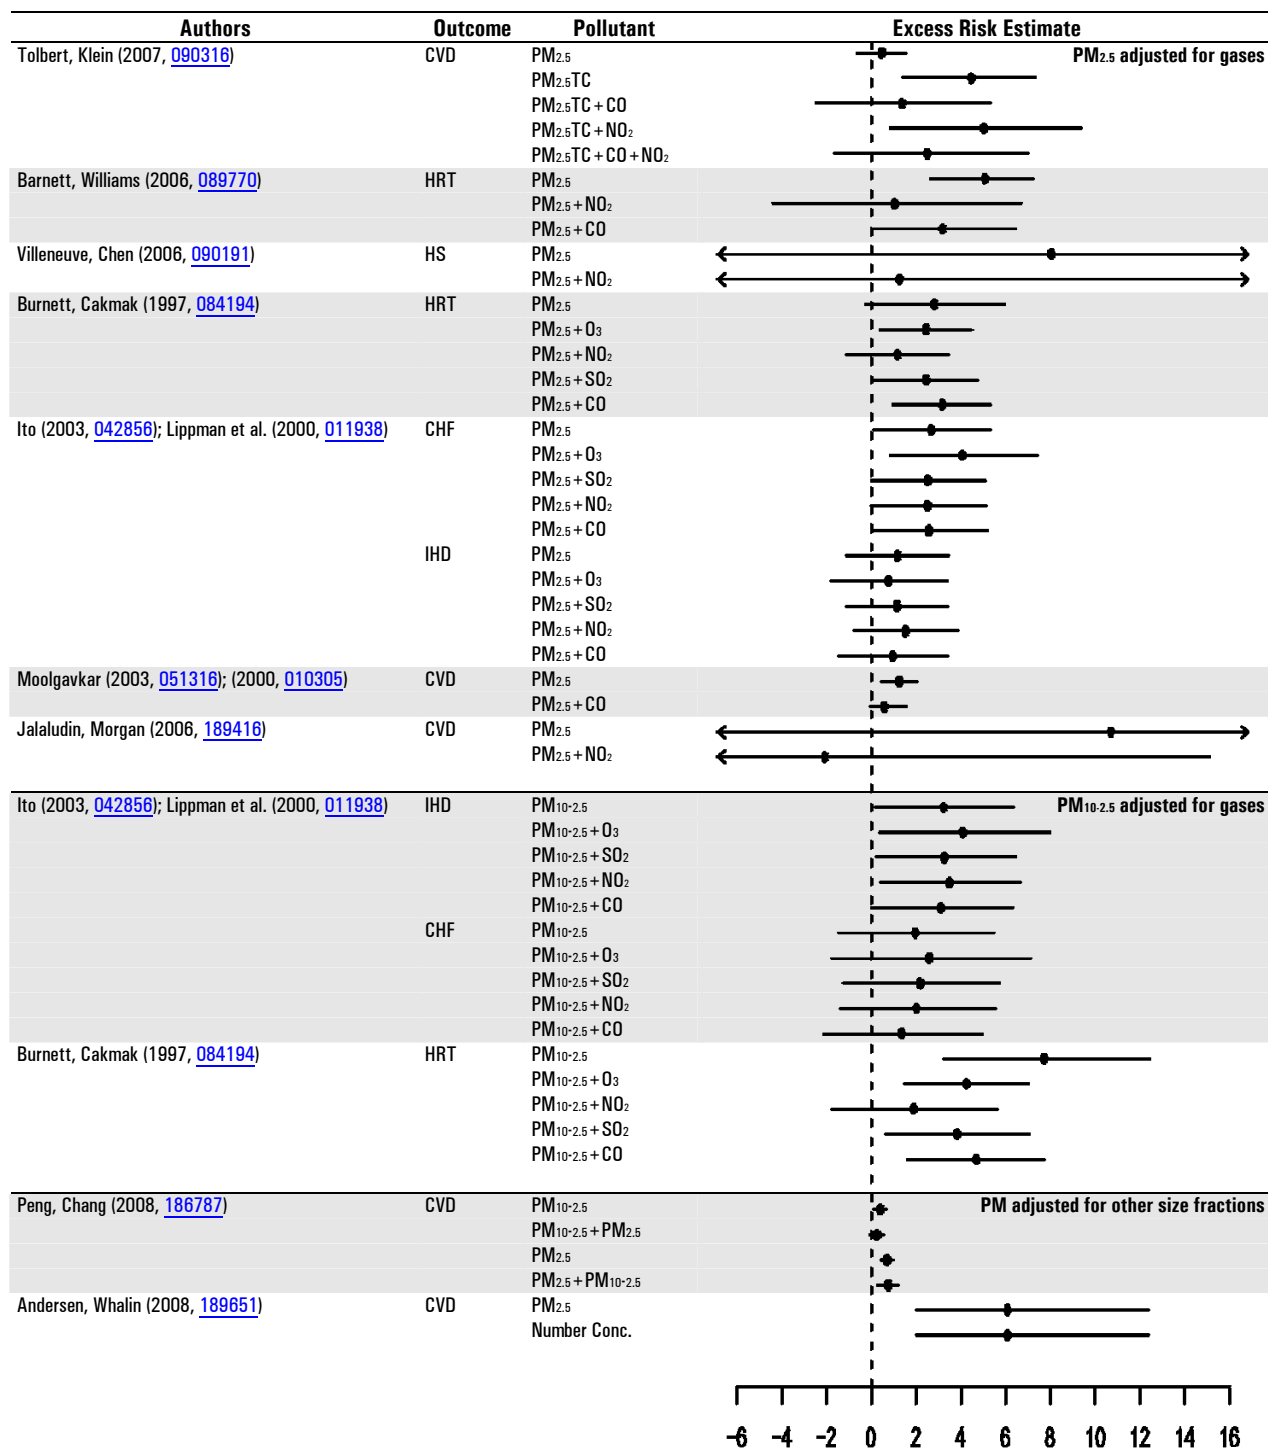 Authors Outcome Pollutant Excess Risk Estimate
Tolbert, Klein (2007, 090316) CVD PM2.5 PM2.5 adjusted for gases
PM2.5TC
PM2.5TC + CO
PM2.5TC + NO2
PM2.5TC + CO + NO2
Barnett, Williams (2006, 089770) HRT PM2.5
PM2.5 + NO2
PM2.5 + CO
Villeneuve, Chen (2006, 090191) HS PM2.5
PM2.5 + NO2
Burnett, Cakmak (1997, 084194) HRT PM2.5
PM2.5 + O3
PM2.5 + NO2
PM2.5 + SO2
PM2.5 + CO
Ito (2003, 042856); Lippman et al. (2000, 011938) CHF PM2.5
PM2.5 + O3
PM2.5 + SO2
PM2.5 + NO2
PM2.5 + CO
IHD PM2.5
PM2.5 + O3
PM2.5 + SO2
PM2.5 + NO2
PM2.5 + CO
Moolgavkar (2003, 051316); (2000, 010305) CVD PM2.5
PM2.5 + CO
Jalaludin, Morgan (2006, 189416) CVD PM2.5
PM2.5 + NO2
Ito (2003, 042856); Lippman et al. (2000, 011938) IHD PM10-2.5 PM10-2.5 adjusted for gases
PM10-2.5 + O3
PM10-2.5 + SO2
PM10-2.5 + NO2
PM10-2.5 + CO
CHF PM10-2.5
PM10-2.5 + O3
PM10-2.5 + SO2
PM10-2.5 + NO2
PM10-2.5 + CO
Burnett, Cakmak (1997, 084194) HRT PM10-2.5
PM10-2.5 + O3
PM10-2.5 + NO2
PM10-2.5 + SO2
PM10-2.5 + CO
Peng, Chang (2008, 186787) CVD PM10-2.5 PM adjusted for other size fractions
PM10-2.5 + PM2.5
PM2.5
PM2.5 + PM10-2.5
Andersen, Whalin (2008, 189651) CVD PM2.5
Number Conc.
-6 -4 -2 0 2 4 6 8 10 12 14 16